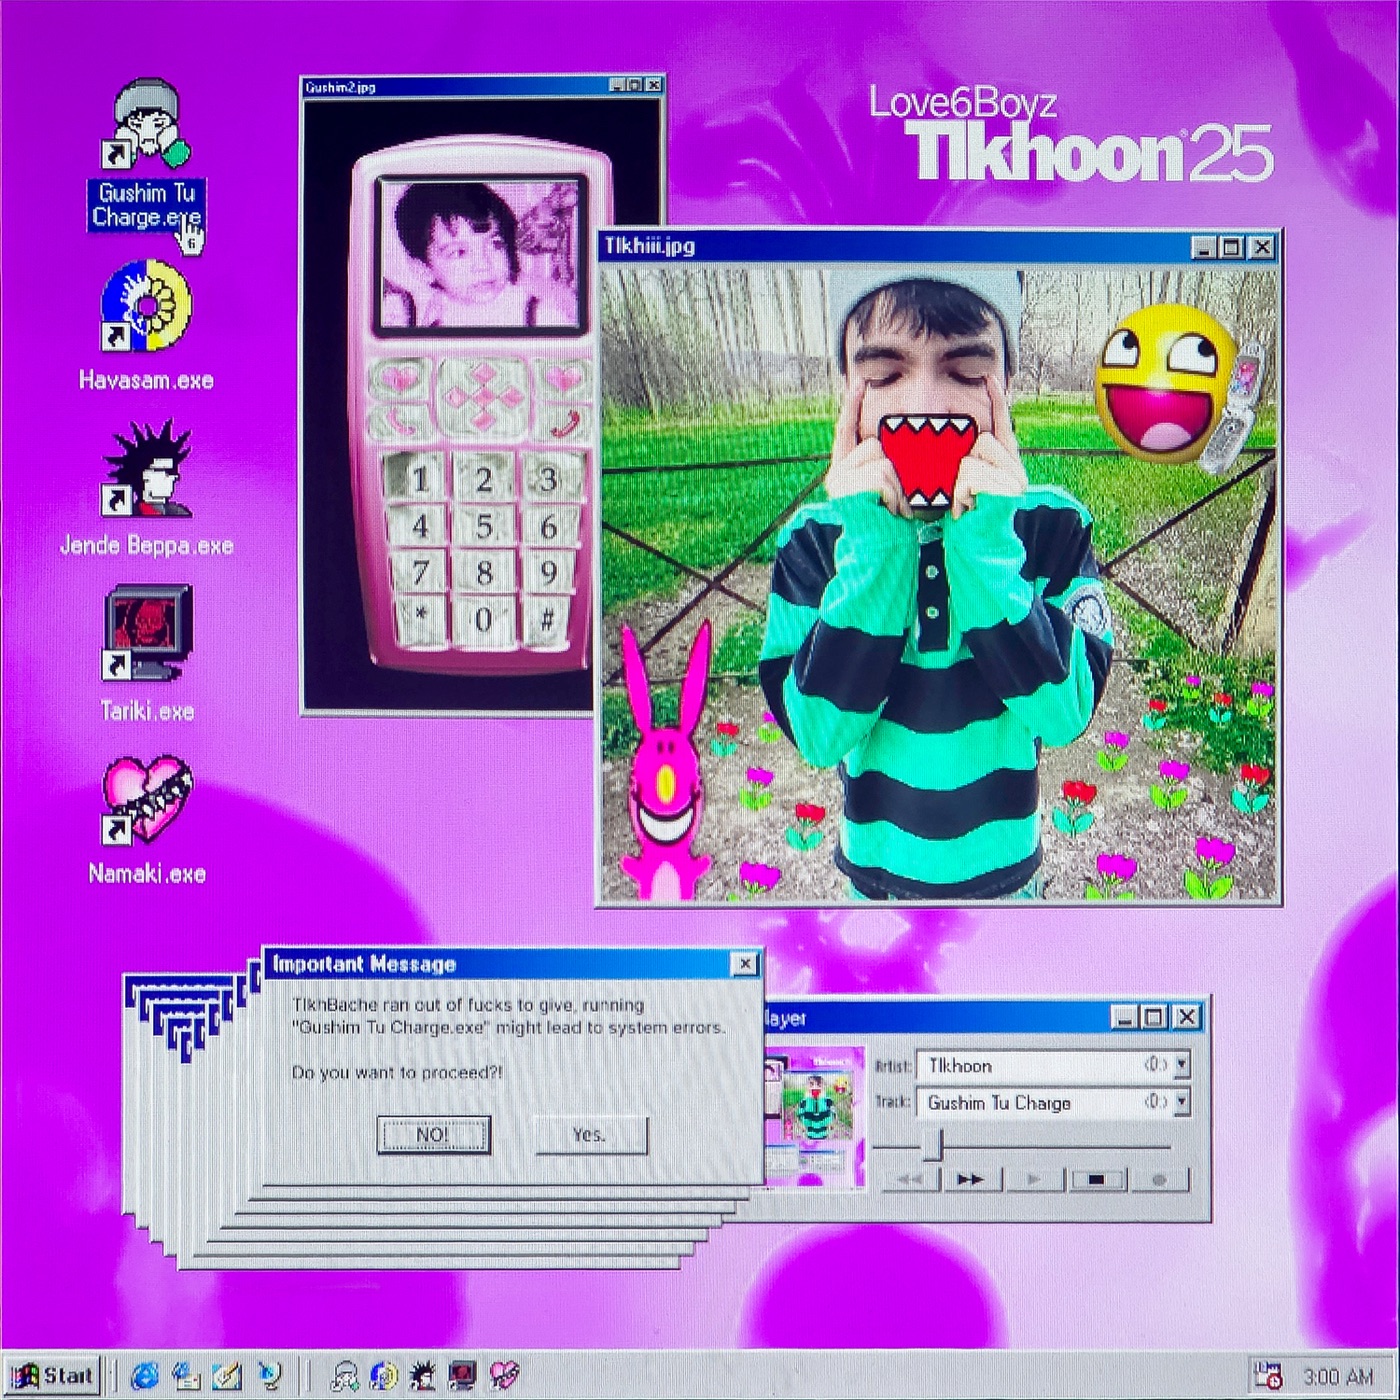 Gushim2.jpg
Love6Boyz
Tlkhoon®25
Gushim Tu
Charge.exe
6
Tlkhiii.jpg
Havasam.exe
1 2 3
4 5 6
7 8 9
* 0 #
Jende Beppa.exe
Tariki.exe
Namaki.exe
Important Message
TlkhBache ran out of fucks to give, running
"Gushim Tu Charge.exe" might lead to system errors.
Do you want to proceed?!
NO! Yes.
layer
Artist: Tlkhoon
Track: Gushim Tu Charge
Start
3:00 AM